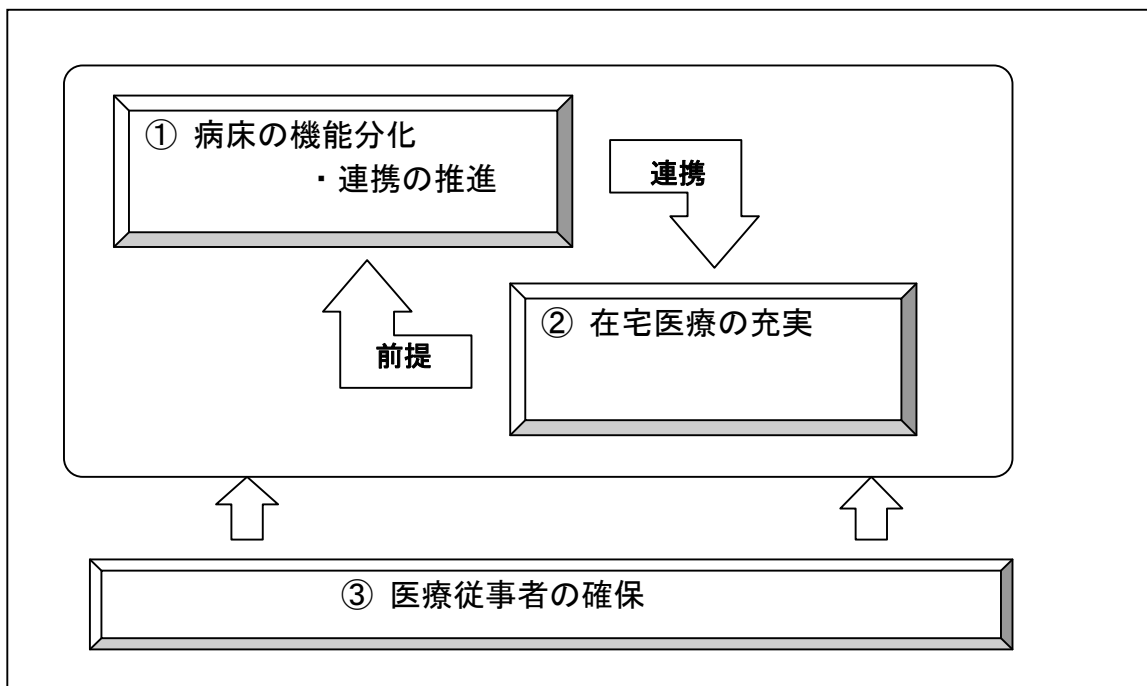 ① 病床の機能分化
・連携の推進
連携
前提
② 在宅医療の充実
③ 医療従事者の確保